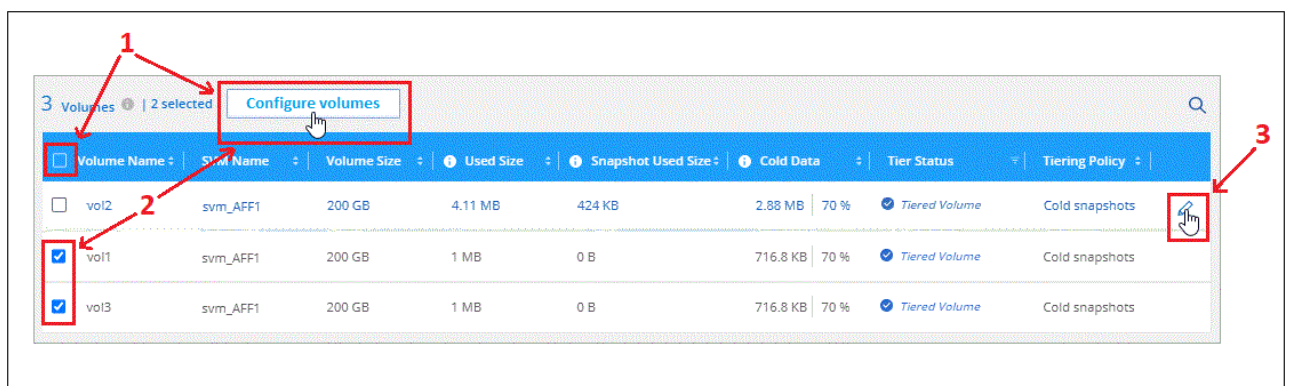 1
3 Volumes | 2 selected Configure volumes
3
Volume Name SVM Name Volume Size Used Size Snapshot Used Size Cold Data Tier Status Tiering Policy
2
vol2 svm_AFF1 200 GB 4.11 MB 424 KB 2.88 MB 70 % Tiered Volume Cold snapshots
vol1 svm_AFF1 200 GB 1 MB 0 B 716.8 KB 70 % Tiered Volume Cold snapshots
vol3 svm_AFF1 200 GB 1 MB 0 B 716.8 KB 70 % Tiered Volume Cold snapshots